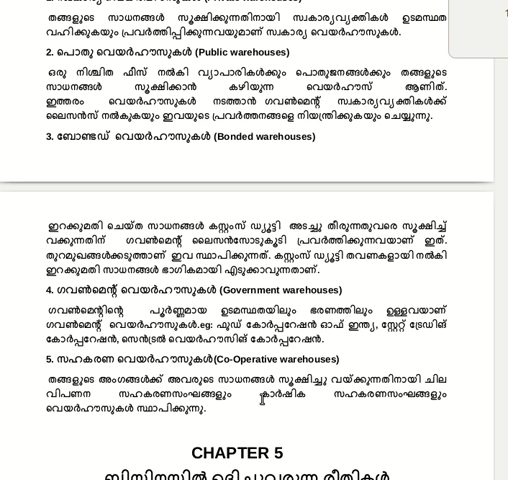 തങ്ങളുടെ സാധനങ്ങൾ സൂക്ഷിക്കുന്നതിനായി സ്വകാര്യവ്യക്തികൾ ഉടമസ്ഥത
വഹിക്കുകയും പ്രവർത്തിപ്പിക്കുന്നവയുമാണ് സ്വകാര്യ വെയർഹൗസുകൾ.
2. പൊതു വെയർഹൗസുകൾ (Public warehouses)
ഒരു നിശ്ചിത ഫീസ് നൽകി വ്യാപാരികൾക്കും പൊതുജനങ്ങൾക്കും തങ്ങളുടെ
സാധനങ്ങൾ സൂക്ഷിക്കാൻ കഴിയുന്ന വെയർഹൗസ് ആണിത്.
ഇത്തരം വെയർഹൗസുകൾ നടത്താൻ ഗവൺമെന്റ് സ്വകാര്യവ്യക്തികൾക്ക്
ലൈസൻസ് നൽകുകയും ഇവയുടെ പ്രവർത്തനങ്ങളെ നിയന്ത്രിക്കുകയും ചെയ്യുന്നു.
3. ബോണ്ടഡ് വെയർഹൗസുകൾ (Bonded warehouses)
ഇറക്കുമതി ചെയ്ത സാധനങ്ങൾ കസ്റ്റംസ് ഡ്യൂട്ടി അടച്ചു തീരുന്നതുവരെ സൂക്ഷിച്ച്
വക്കുന്നതിന് ഗവൺമെന്റ് ലൈസൻസോടുകൂടി പ്രവർത്തിക്കുന്നവയാണ് ഇത്.
തുറമുഖങ്ങൾക്കടുത്താണ് ഇവ സ്ഥാപിക്കുന്നത്. കസ്റ്റംസ് ഡ്യൂട്ടി തവണകളായി നൽകി
ഇറക്കുമതി സാധനങ്ങൾ ഭാഗികമായി എടുക്കാവുന്നതാണ്.
4. ഗവൺമെന്റ് വെയർഹൗസുകൾ (Government warehouses)
ഗവൺമെന്റിന്റെ പൂർണ്ണമായ ഉടമസ്ഥതയിലും ഭരണത്തിലും ഉള്ളവയാണ്
ഗവൺമെന്റ് വെയർഹൗസുകൾ.eg: ഫുഡ് കോർപ്പറേഷൻ ഓഫ് ഇന്ത്യ, സ്റ്റേറ്റ് ട്രേഡിങ്
കോർപ്പറേഷൻ, സെൻട്രൽ വെയർഹൗസിങ് കോർപ്പറേഷൻ.
5. സഹകരണ വെയർഹൗസുകൾ(Co-Operative warehouses)
തങ്ങളുടെ അംഗങ്ങൾക്ക് അവരുടെ സാധനങ്ങൾ സൂക്ഷിച്ചു വയ്ക്കുന്നതിനായി ചില
വിപണന സഹകരണസംഘങ്ങളും കാർഷിക സഹകരണസംഘങ്ങളും
വെയർഹൗസുകൾ സ്ഥാപിക്കുന്നു.
CHAPTER 5